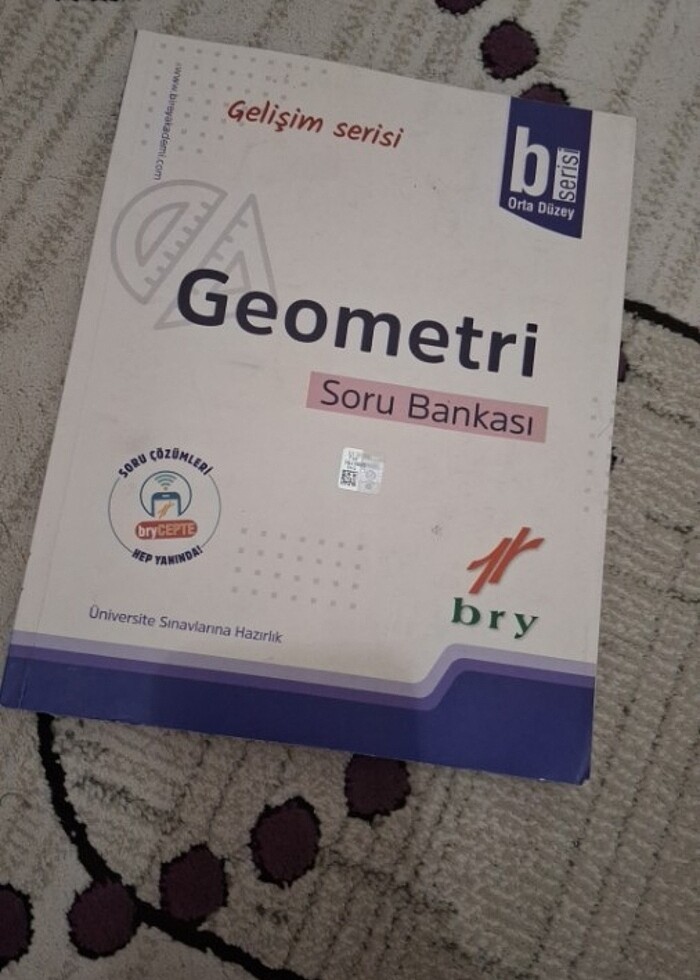 www.bireyakademi.com
Gelişim serisi
b serisi
Orta Düzey
Geometri
Soru Bankası
SORU ÇÖZÜMLERİ
bryCEPTE
HEP YANINDA!
bry
Üniversite Sınavlarına Hazırlık